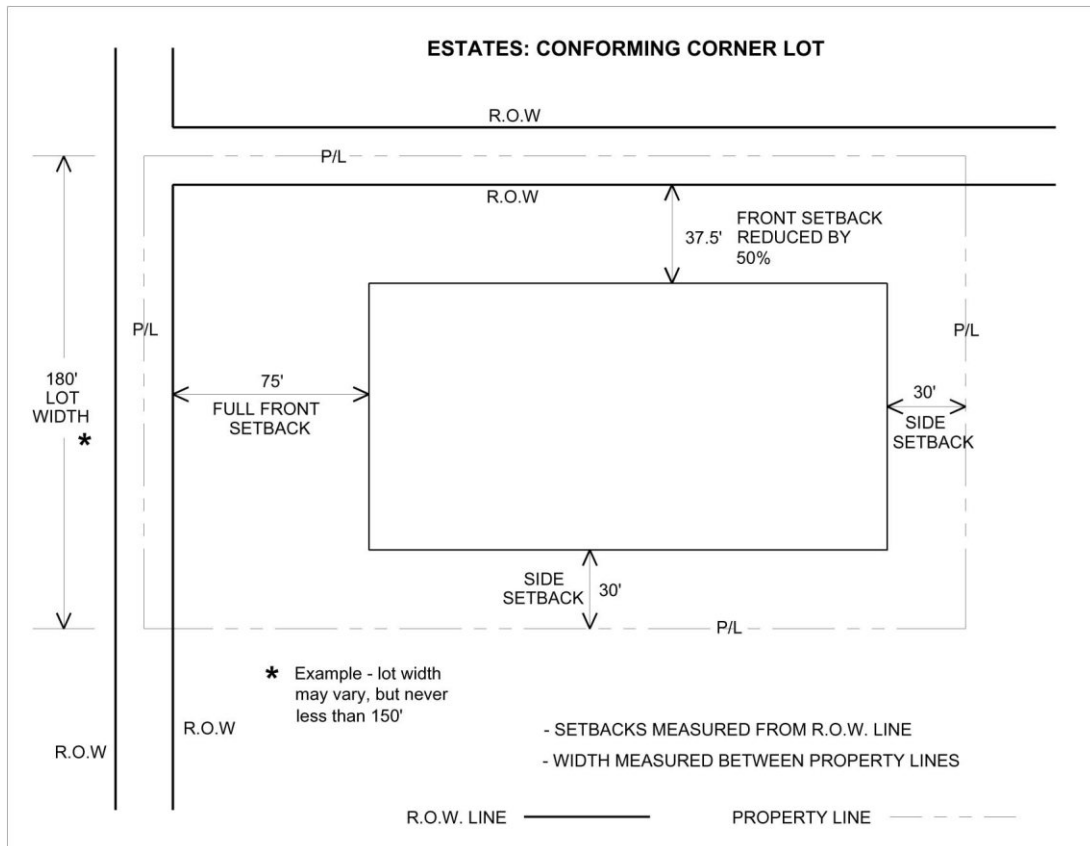 ESTATES: CONFORMING CORNER LOT
R.O.W
P/L
R.O.W
37.5'
FRONT SETBACK
REDUCED BY
50%
P/L
P/L
180'
LOT
WIDTH
*
75'
FULL FRONT
SETBACK
30'
SIDE
SETBACK
SIDE
SETBACK
30'
P/L
* Example - lot width
may vary, but never
less than 150'
R.O.W
R.O.W
- SETBACKS MEASURED FROM R.O.W. LINE
- WIDTH MEASURED BETWEEN PROPERTY LINES
R.O.W. LINE
PROPERTY LINE